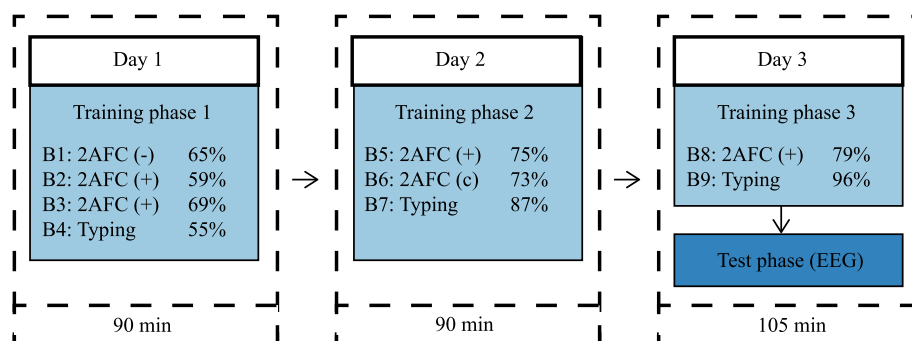 Day 1
Training phase 1
B1: 2AFC (-) 65%
B2: 2AFC (+) 59%
B3: 2AFC (+) 69%
B4: Typing 55%
90 min
Day 2
Training phase 2
B5: 2AFC (+) 75%
B6: 2AFC (c) 73%
B7: Typing 87%
90 min
Day 3
Training phase 3
B8: 2AFC (+) 79%
B9: Typing 96%
Test phase (EEG)
105 min